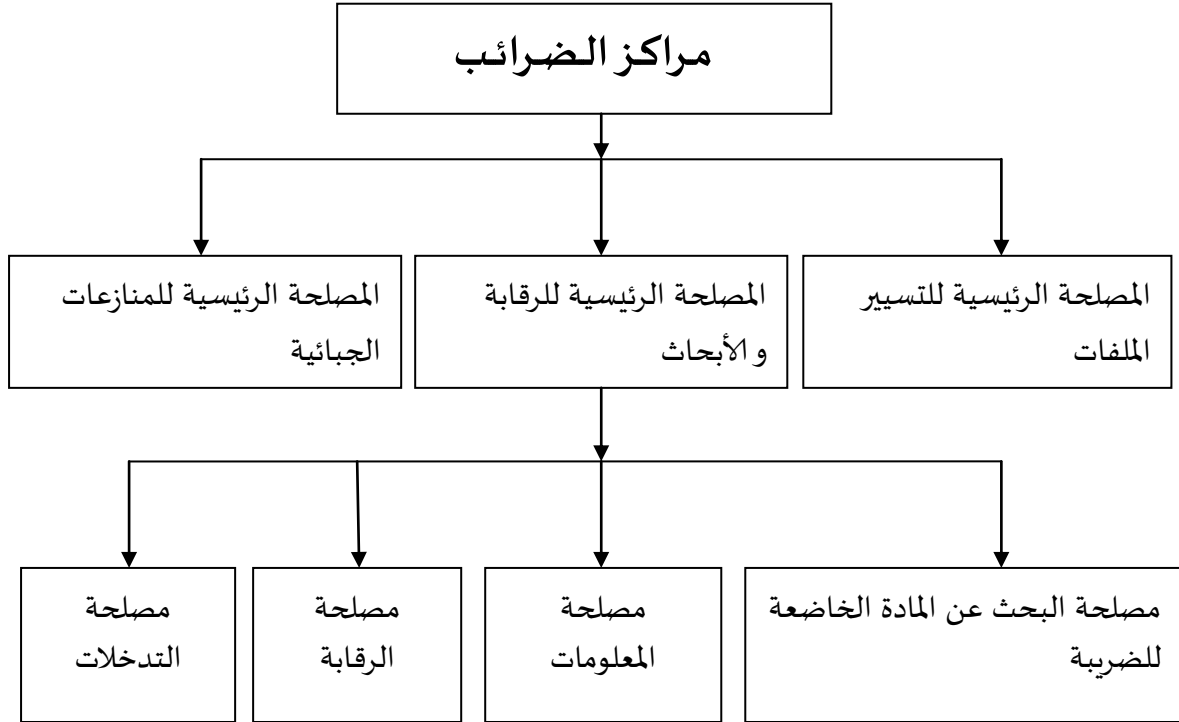 مراكز الضرائب
المصلحة الرئيسية للتسيير
الملفات
المصلحة الرئيسية للرقابة
و الأبحاث
المصلحة الرئيسية للمنازعات
الجبائية
مصلحة البحث عن المادة الخاضعة
للضريبة
مصلحة
المعلومات
مصلحة
الرقابة
مصلحة
التدخلات